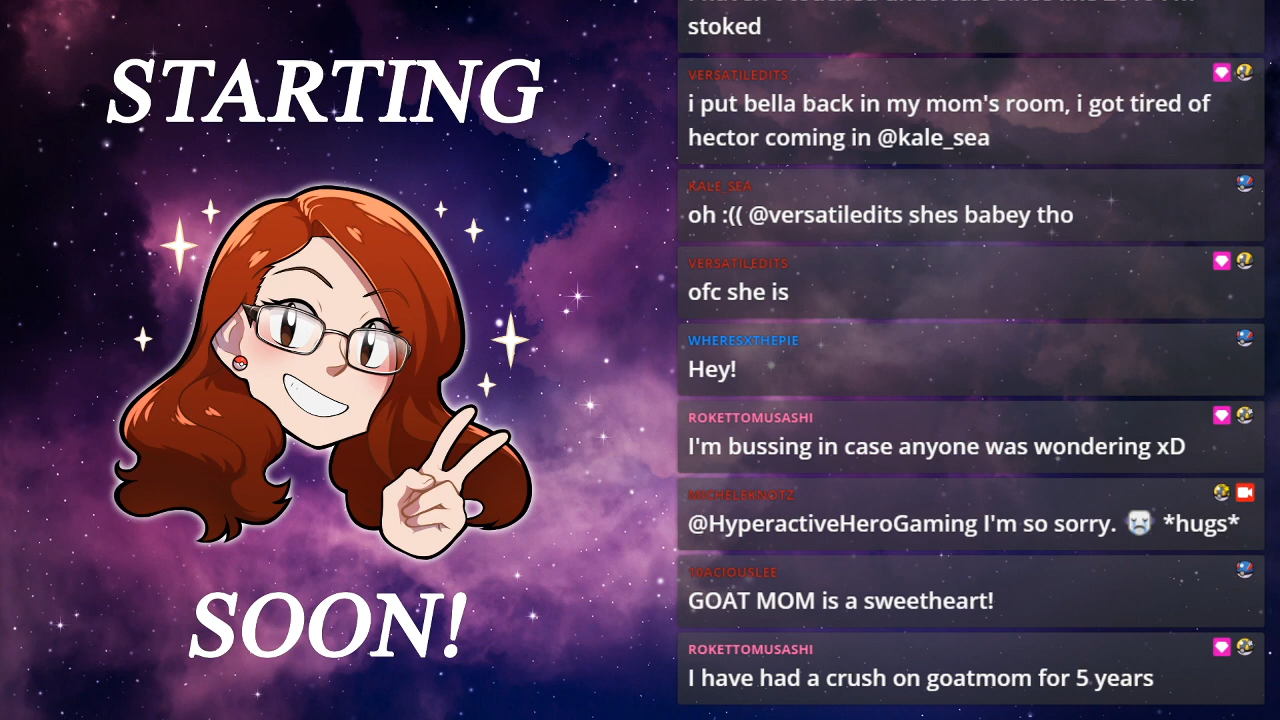 STARTING
SOON!
stoked
VERSATILEDITS
i put bella back in my mom's room, i got tired of
hector coming in @kale_sea
KALE_SEA
oh :(( @versatiledits shes babey tho
VERSATILEDITS
ofc she is
WHERESXTHEPIE
Hey!
ROKETTOMUSASHI
I'm bussing in case anyone was wondering xD
MICHELEKNOTZ
@HyperactiveHeroGaming I'm so sorry. *hugs*
10ACIOUSLEE
GOAT MOM is a sweetheart!
ROKETTOMUSASHI
I have had a crush on goatmom for 5 years